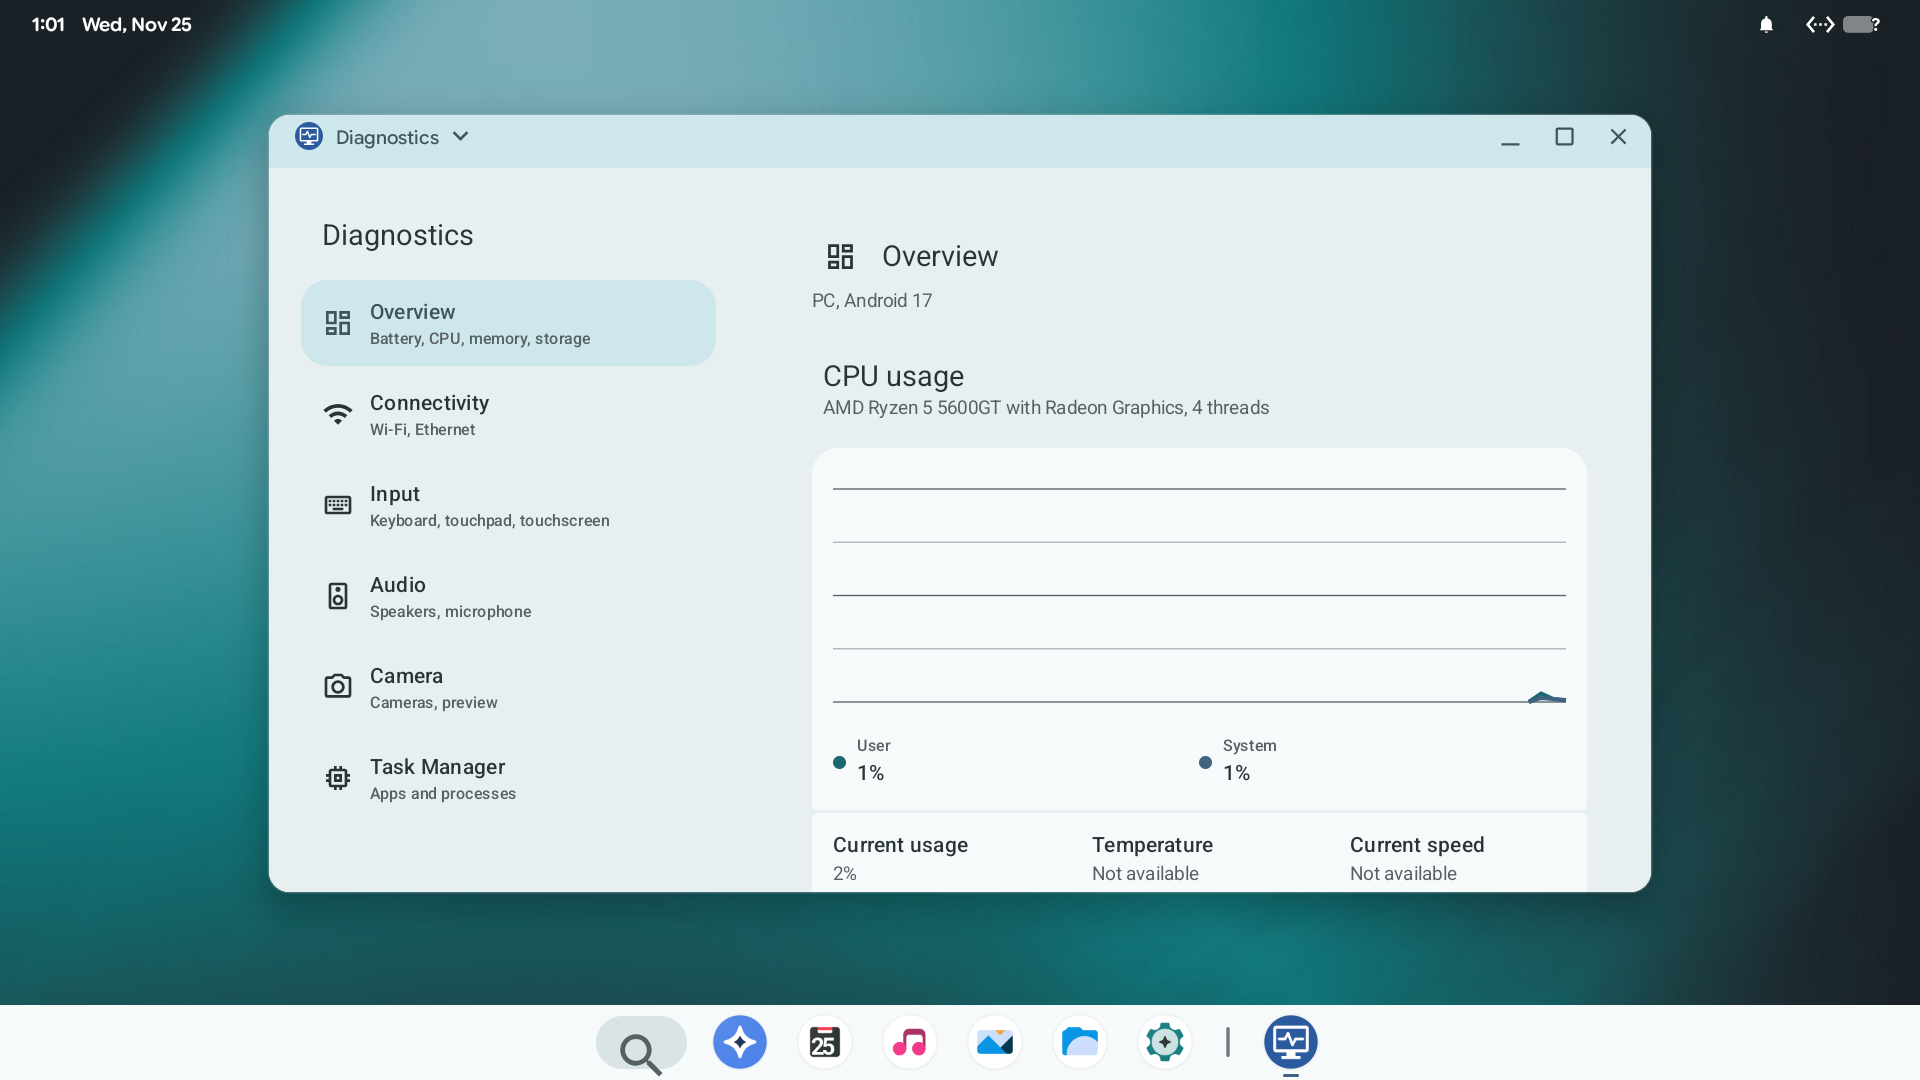 1:01 Wed, Nov 25
?
Diagnostics
Diagnostics
Overview
Battery, CPU, memory, storage
Connectivity
Wi-Fi, Ethernet
Input
Keyboard, touchpad, touchscreen
Audio
Speakers, microphone
Camera
Cameras, preview
Task Manager
Apps and processes
Overview
PC, Android 17
CPU usage
AMD Ryzen 5 5600GT with Radeon Graphics, 4 threads
User
1%
System
1%
Current usage
2%
Temperature
Not available
Current speed
Not available
25